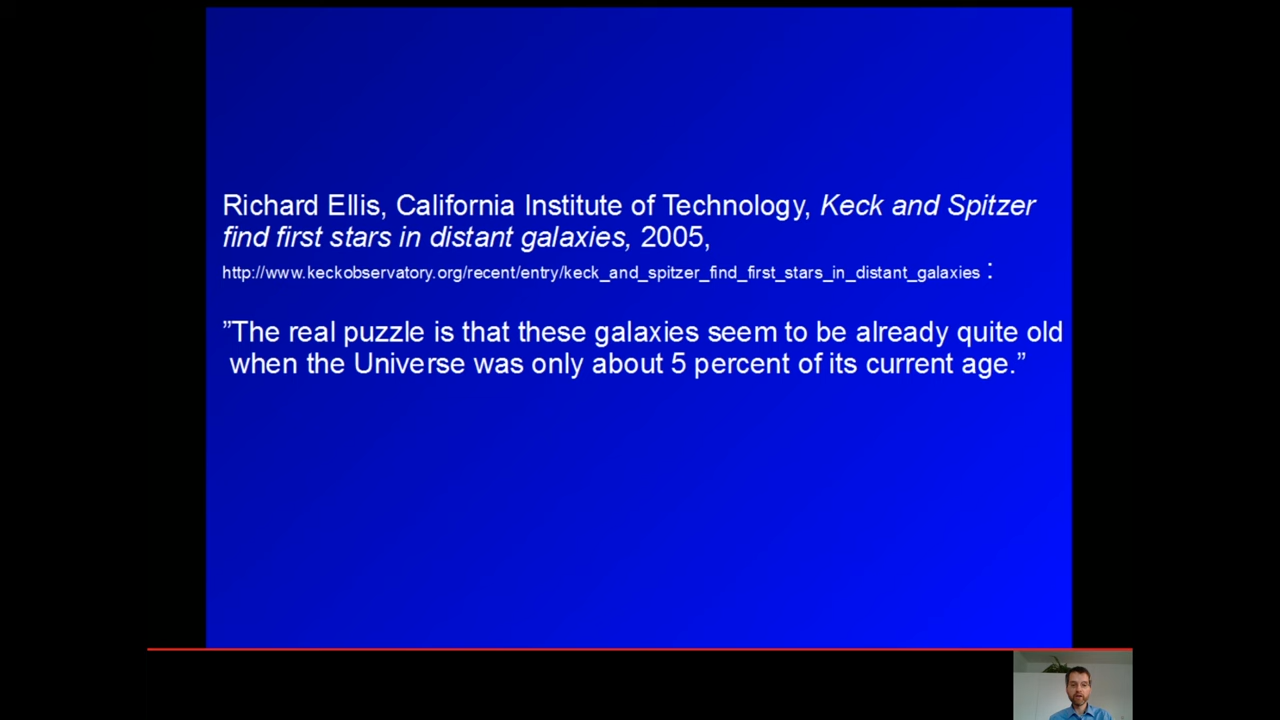 Richard Ellis, California Institute of Technology, Keck and Spitzer
find first stars in distant galaxies, 2005,
http://www.keckobservatory.org/recent/entry/keck_and_spitzer_find_first_stars_in_distant_galaxies :
”The real puzzle is that these galaxies seem to be already quite old
when the Universe was only about 5 percent of its current age.”